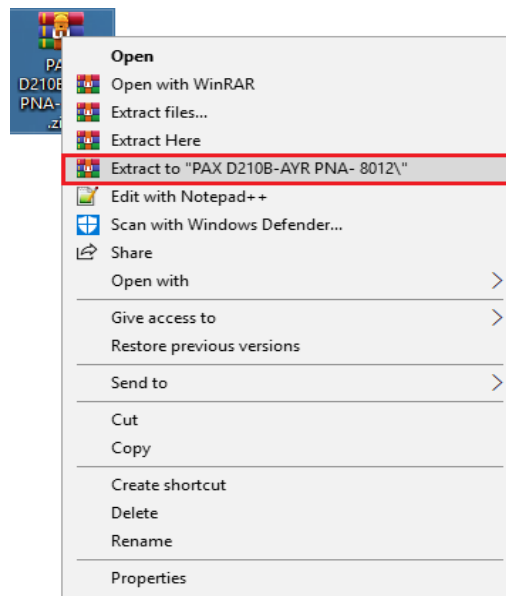 PA
D210B
PNA-
.zi
Open
Open with WinRAR
Extract files...
Extract Here
Extract to "PAX D210B-AYR PNA- 8012\"
Edit with Notepad++
Scan with Windows Defender...
Share
Open with
Give access to
Restore previous versions
Send to
Cut
Copy
Create shortcut
Delete
Rename
Properties